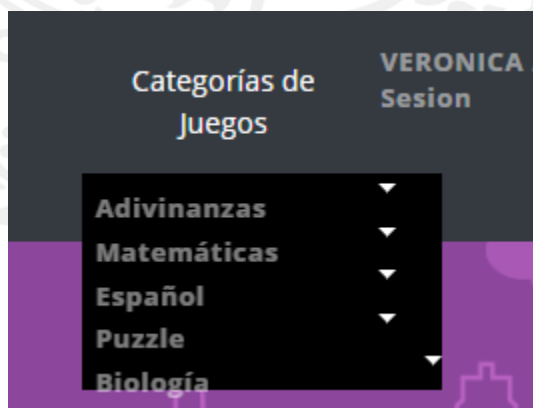 Categorías de
Juegos
VERONICA
Sesion
Adivinanzas
Matemáticas
Español
Puzzle
Biología